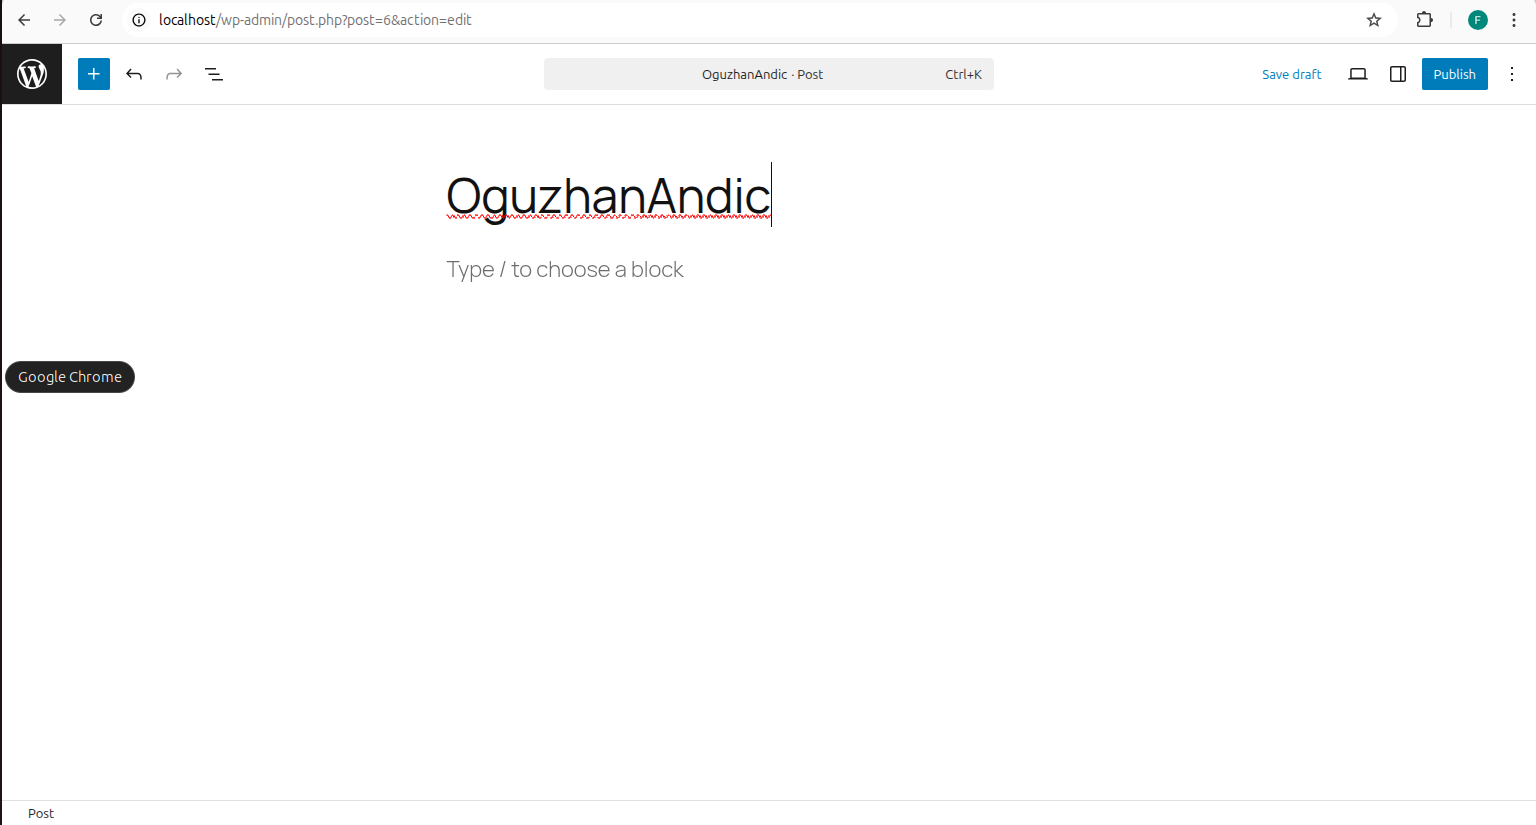 localhost/wp-admin/post.php?post=6&action=edit
F
OguzhanAndic · Post Ctrl+K
Save draft
Publish
OguzhanAndic
Type / to choose a block
Google Chrome
Post